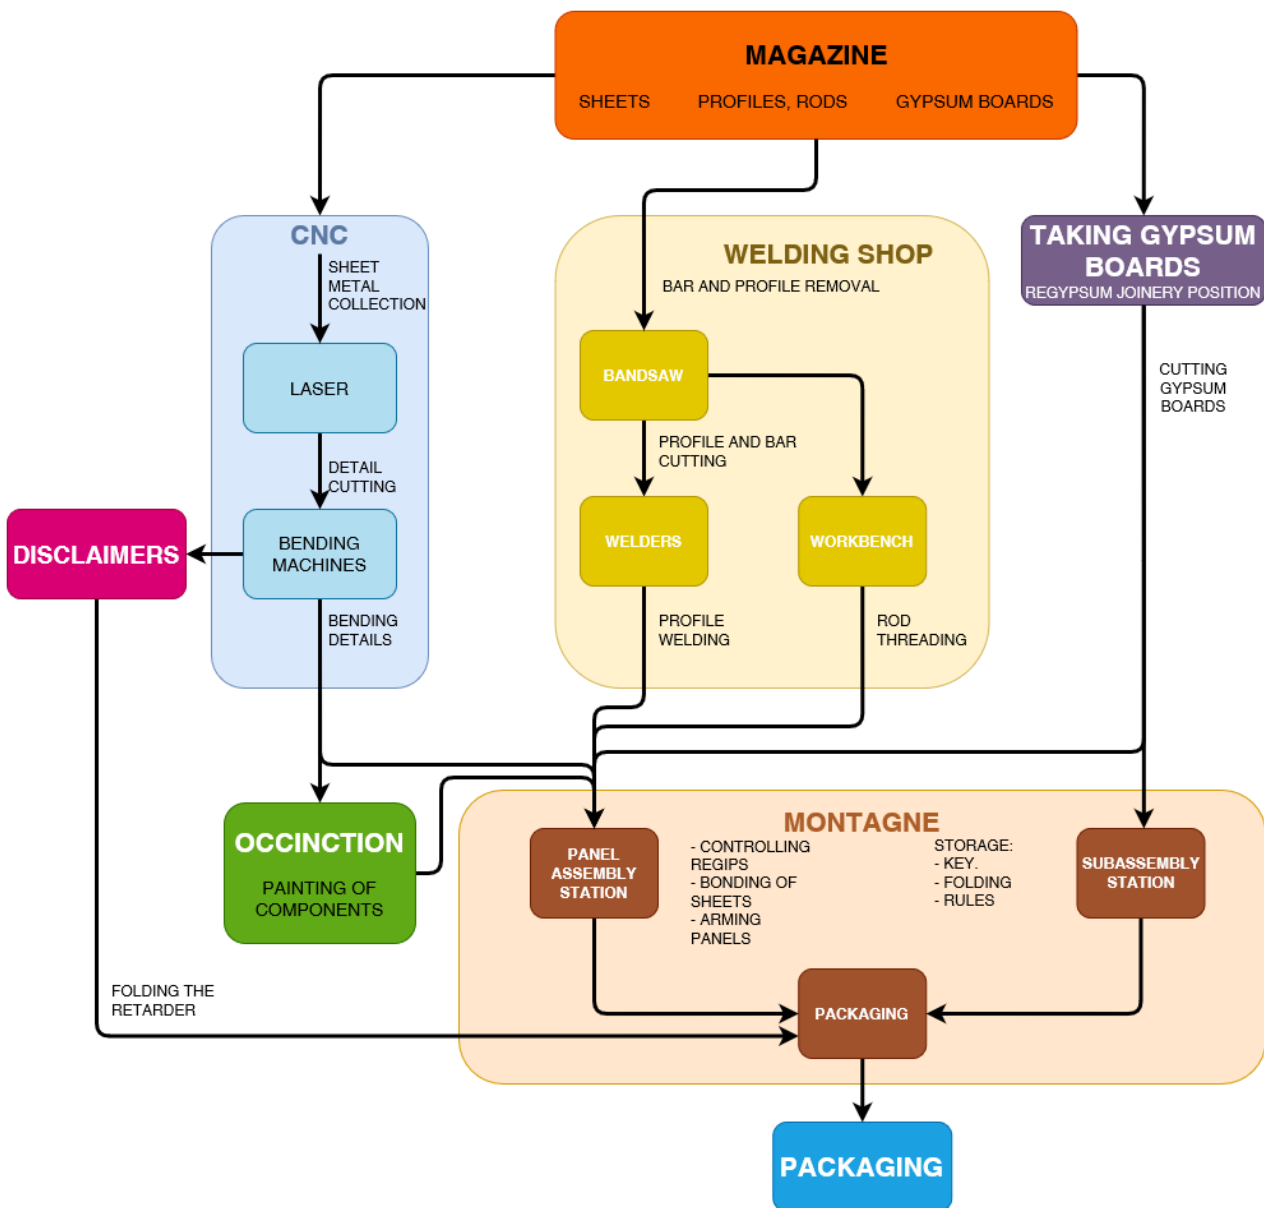 MAGAZINE
SHEETS PROFILES, RODS GYPSUM BOARDS
CNC
SHEET
METAL
COLLECTION
LASER
DETAIL
CUTTING
BENDING
MACHINES
BENDING
DETAILS
DISCLAIMERS
WELDING SHOP
BAR AND PROFILE REMOVAL
BANDSAW
PROFILE AND BAR
CUTTING
WELDERS
WORKBENCH
PROFILE
WELDING
ROD
THREADING
TAKING GYPSUM
BOARDS
REGYPSUM JOINERY POSITION
CUTTING
GYPSUM
BOARDS
OCCINCTION
PAINTING OF
COMPONENTS
MONTAGNE
PANEL
ASSEMBLY
STATION
- CONTROLLING
REGIPS
- BONDING OF
SHEETS
- ARMING
PANELS
STORAGE:
- KEY.
- FOLDING
- RULES
SUBASSEMBLY
STATION
FOLDING THE
RETARDER
PACKAGING
PACKAGING